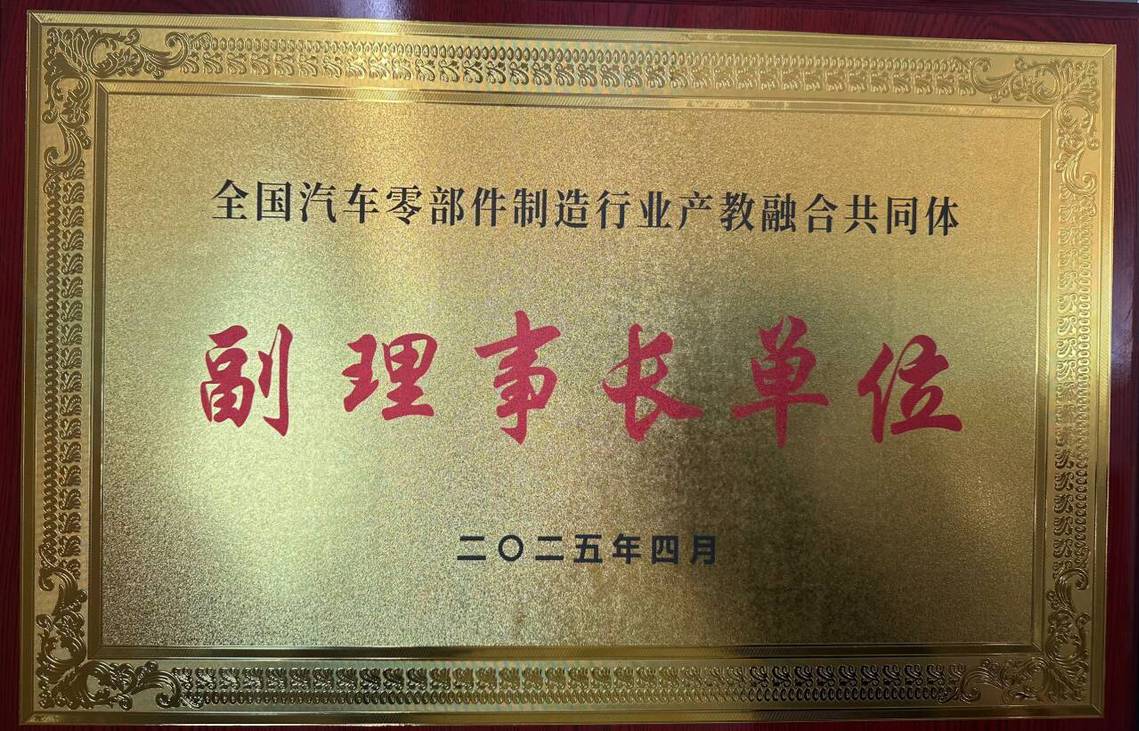 全国汽车零部件制造行业产教融合共同体
副理事长单位
二〇二五年四月